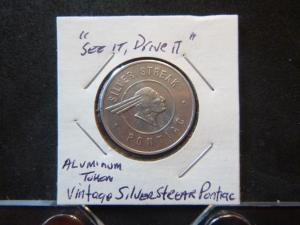 "SEE IT, Drive IT"
SILVER STREAK
PONTIAC
ALUMINUM
TOKEN
Vintage SILVER STREAK Pontiac